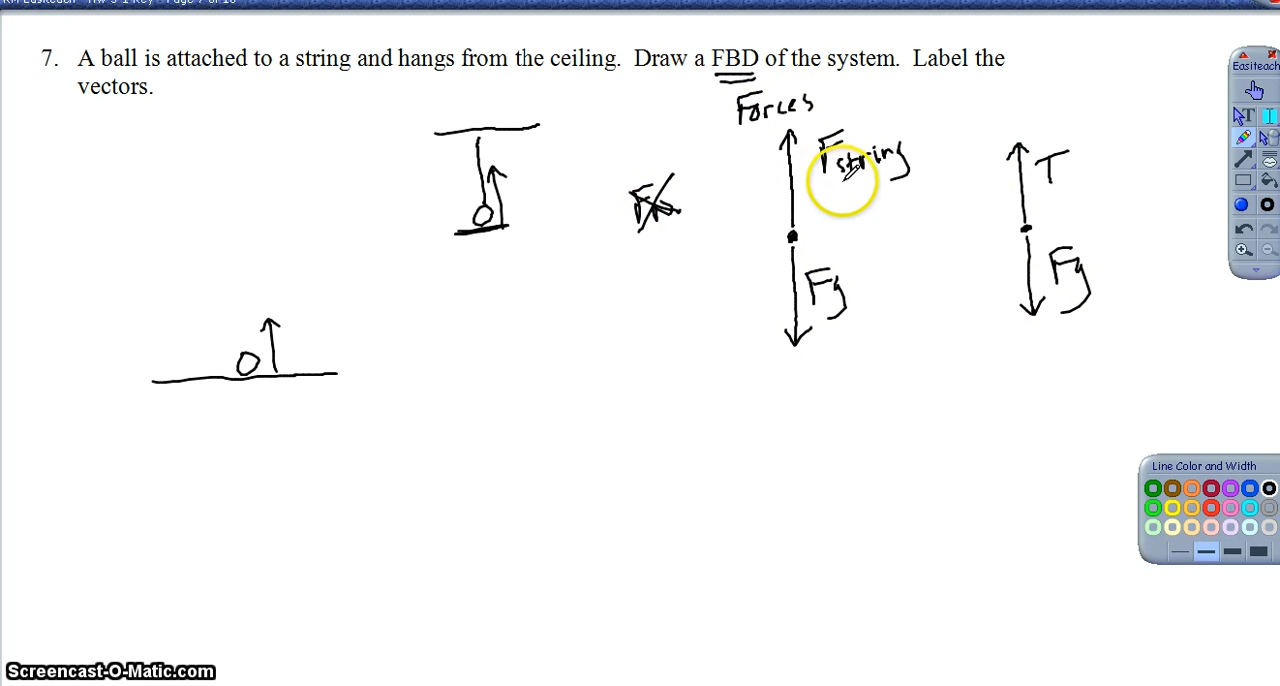 7. A ball is attached to a string and hangs from the ceiling. Draw a FBD of the system. Label the
vectors.
Forces
Fstring
T
Fg
Fg
Easiteach
Line Color and Width
Screencast-O-Matic.com